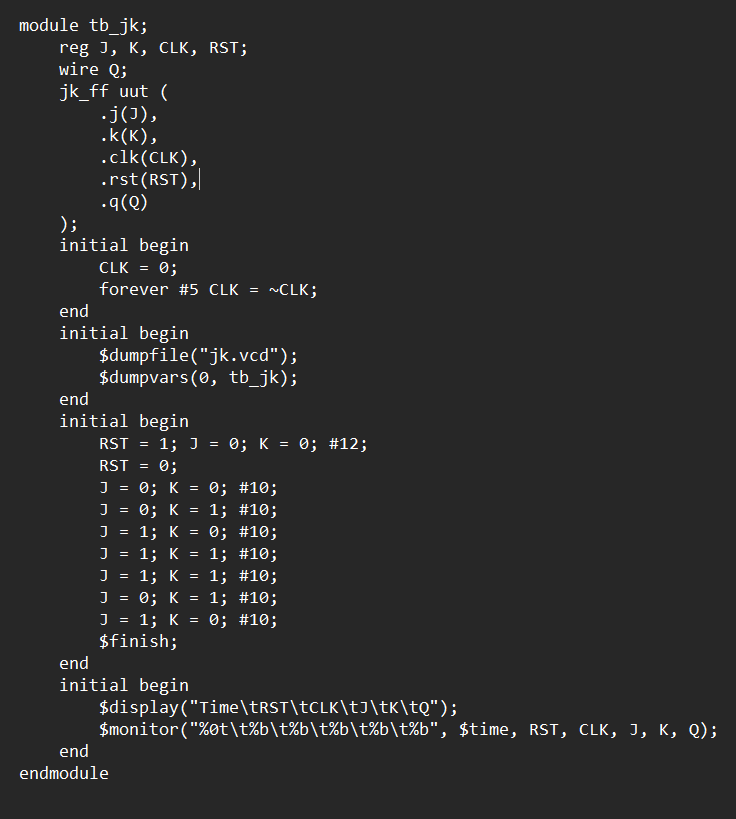 module tb_jk;
    reg J, K, CLK, RST;
    wire Q;
    jk_ff uut (
        .j(J),
        .k(K),
        .clk(CLK),
        .rst(RST),
        .q(Q)
    );
    initial begin
        CLK = 0;
        forever #5 CLK = ~CLK;
    end
    initial begin
        $dumpfile("jk.vcd");
        $dumpvars(0, tb_jk);
    end
    initial begin
        RST = 1; J = 0; K = 0; #12;
        RST = 0;
        J = 0; K = 0; #10;
        J = 0; K = 1; #10;
        J = 1; K = 0; #10;
        J = 1; K = 1; #10;
        J = 1; K = 1; #10;
        J = 0; K = 1; #10;
        J = 1; K = 0; #10;
        $finish;
    end
    initial begin
        $display("Time\tRST\tCLK\tJ\tK\tQ");
        $monitor("%0t\t%b\t%b\t%b\t%b\t%b", $time, RST, CLK, J, K, Q);
    end
endmodule